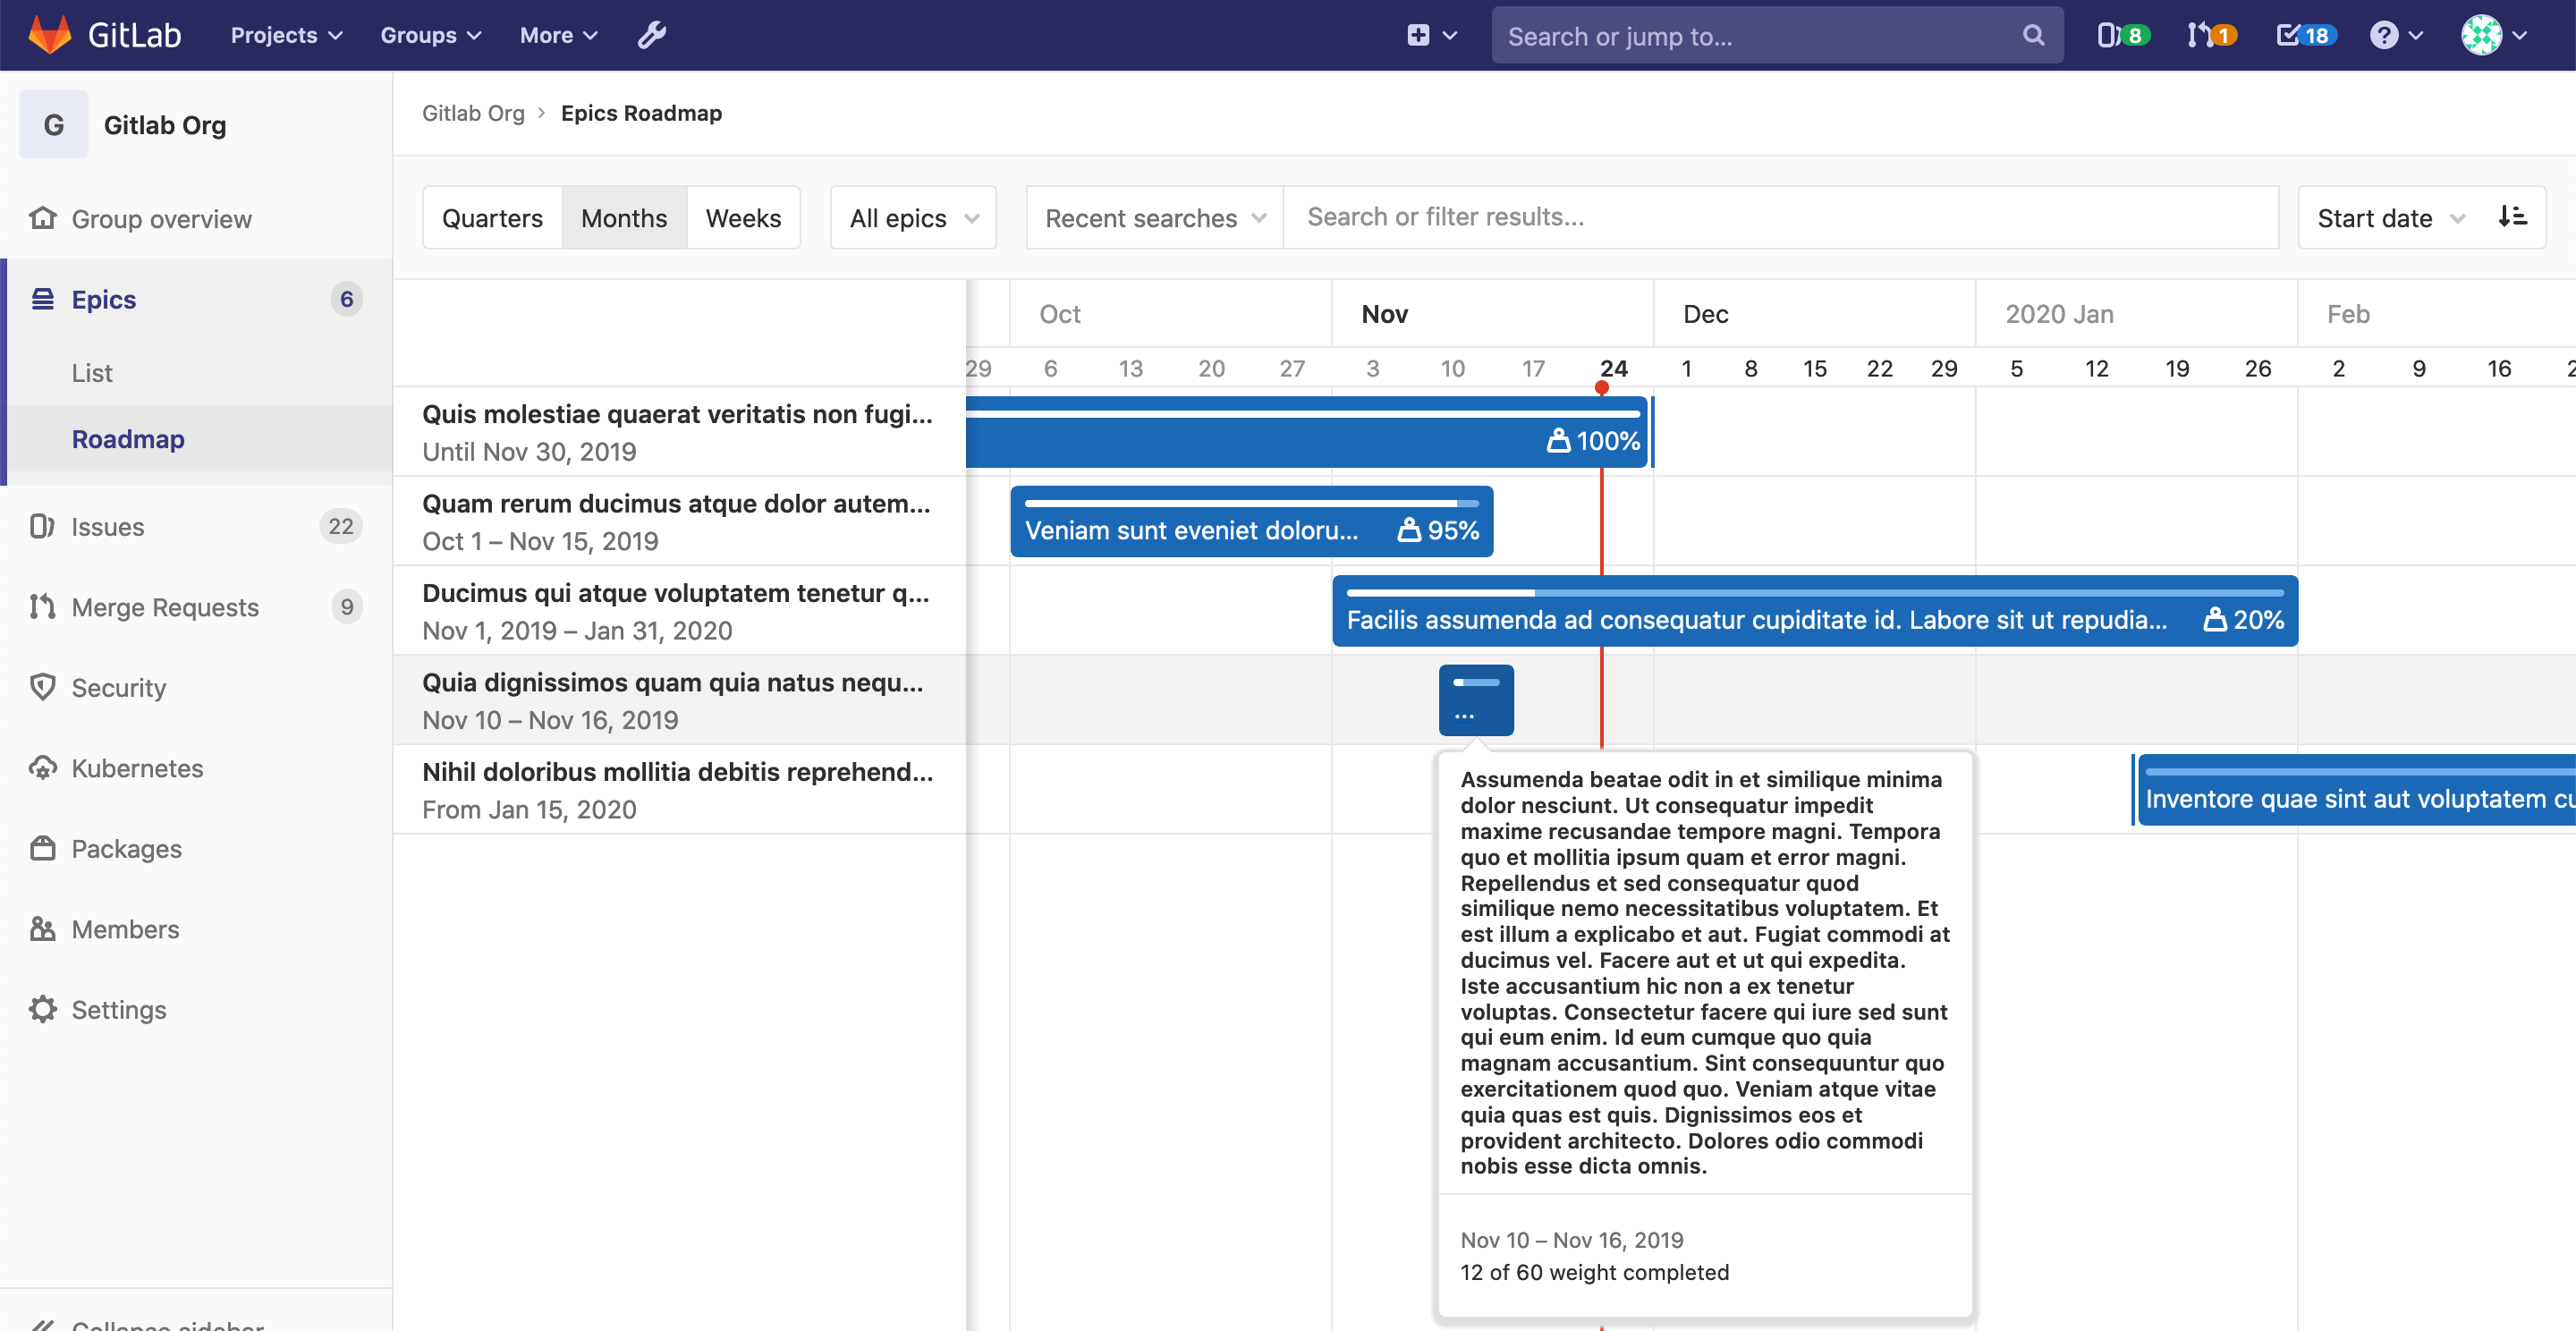 GitLab Projects Groups More Search or jump to... 8 1 18
G Gitlab Org
Gitlab Org › Epics Roadmap
Group overview
Epics 6
List
Roadmap
Issues 22
Merge Requests 9
Security
Kubernetes
Packages
Members
Settings
Collapse sidebar
Quarters Months Weeks All epics Recent searches Search or filter results... Start date
Oct Nov Dec 2020 Jan Feb
29 6 13 20 27 3 10 17 24 1 8 15 22 29 5 12 19 26 2 9 16
Quis molestiae quaerat veritatis non fugi...
Until Nov 30, 2019
100%
Quam rerum ducimus atque dolor autem...
Oct 1 – Nov 15, 2019
Veniam sunt eveniet doloru... 95%
Ducimus qui atque voluptatem tenetur q...
Nov 1, 2019 – Jan 31, 2020
Facilis assumenda ad consequatur cupiditate id. Labore sit ut repudia... 20%
Quia dignissimos quam quia natus nequ...
Nov 10 – Nov 16, 2019
...
Nihil doloribus mollitia debitis reprehend...
From Jan 15, 2020
Inventore quae sint aut voluptatem cu
Assumenda beatae odit in et similique minima
dolor nesciunt. Ut consequatur impedit
maxime recusandae tempore magni. Tempora
quo et mollitia ipsum quam et error magni.
Repellendus et sed consequatur quod
similique nemo necessitatibus voluptatem. Et
est illum a explicabo et aut. Fugiat commodi at
ducimus vel. Facere aut et ut qui expedita.
Iste accusantium hic non a ex tenetur
voluptas. Consectetur facere qui iure sed sunt
qui eum enim. Id eum cumque quo quia
magnam accusantium. Sint consequuntur quo
exercitationem quod quo. Veniam atque vitae
quia quas est quis. Dignissimos eos et
provident architecto. Dolores odio commodi
nobis esse dicta omnis.
Nov 10 – Nov 16, 2019
12 of 60 weight completed